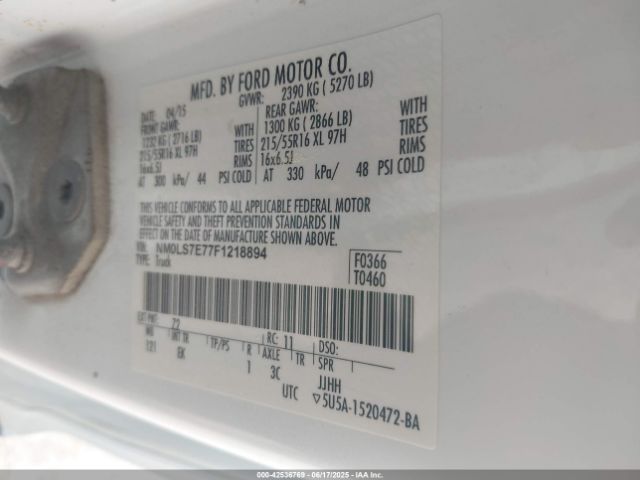 MFD. BY FORD MOTOR CO.
DATE: 04/15 GVWR: 2390 KG ( 5270 LB)
FRONT GAWR: REAR GAWR:
1232 KG ( 2716 LB) WITH 1300 KG ( 2866 LB) WITH
215/55R16 XL 97H TIRES 215/55R16 XL 97H TIRES
16x6.5J RIMS 16x6.5J RIMS
AT 300 kPa/ 44 PSI COLD AT 330 kPa/ 48 PSI COLD
THIS VEHICLE CONFORMS TO ALL APPLICABLE FEDERAL MOTOR
VEHICLE SAFETY AND THEFT PREVENTION STANDARDS IN
EFFECT ON THE DATE OF MANUFACTURE SHOWN ABOVE.
VIN: NM0LS7E77F1218894
TYPE: Truck
F0366
T0460
EXT PNT: Z2 RC: 11 DSO:
WB INT TR TP/PS R AXLE TR SPR
121 EK 1 3C JJHH
UTC ▽5U5A-1520472-BA
00-42536769 - 06/17/2025 - IAA Inc.